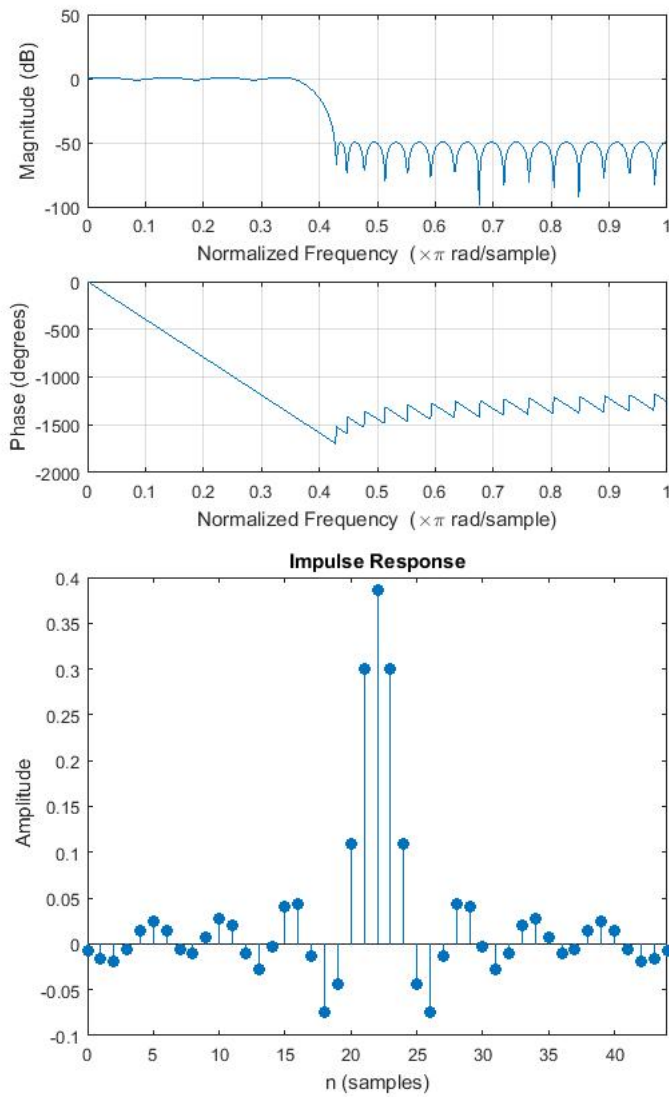 50
0
-50
-100
Magnitude (dB)
0 0.1 0.2 0.3 0.4 0.5 0.6 0.7 0.8 0.9 1
Normalized Frequency (×π rad/sample)
0
-500
-1000
-1500
-2000
Phase (degrees)
0 0.1 0.2 0.3 0.4 0.5 0.6 0.7 0.8 0.9 1
Normalized Frequency (×π rad/sample)
Impulse Response
0.4
0.35
0.3
0.25
0.2
0.15
0.1
0.05
0
-0.05
-0.1
Amplitude
0 5 10 15 20 25 30 35 40
n (samples)